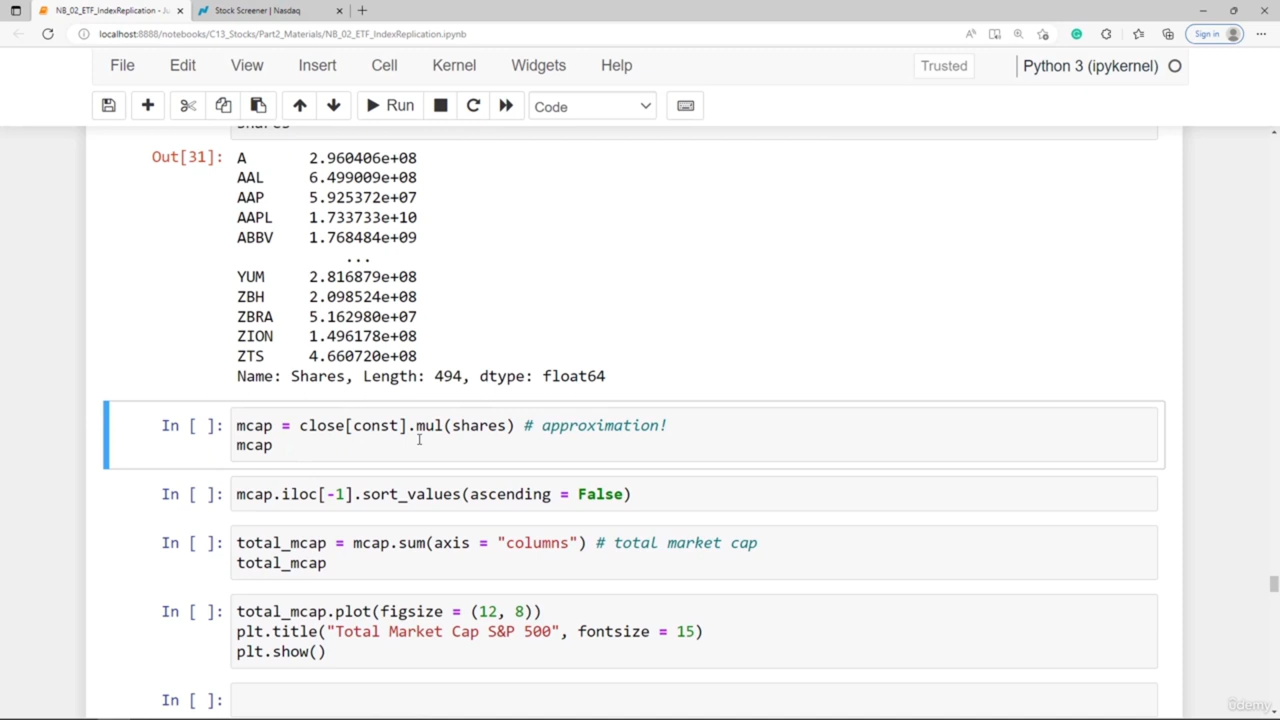 NB_02_ETF_IndexReplication - Ju
Stock Screener | Nasdaq
localhost:8888/notebooks/C13_Stocks/Part2_Materials/NB_02_ETF_IndexReplication.ipynb
Sign in
File Edit View Insert Cell Kernel Widgets Help Trusted Python 3 (ipykernel)
Run Code
shares
Out[31]: A 2.960406e+08
AAL 6.499009e+08
AAP 5.925372e+07
AAPL 1.733733e+10
ABBV 1.768484e+09
...
YUM 2.816879e+08
ZBH 2.098524e+08
ZBRA 5.162980e+07
ZION 1.496178e+08
ZTS 4.660720e+08
Name: Shares, Length: 494, dtype: float64
In [ ]: mcap = close[const].mul(shares) # approximation!
mcap
In [ ]: mcap.iloc[-1].sort_values(ascending = False)
In [ ]: total_mcap = mcap.sum(axis = "columns") # total market cap
total_mcap
In [ ]: total_mcap.plot(figsize = (12, 8))
plt.title("Total Market Cap S&P 500", fontsize = 15)
plt.show()
In [ ]:
ûdemy